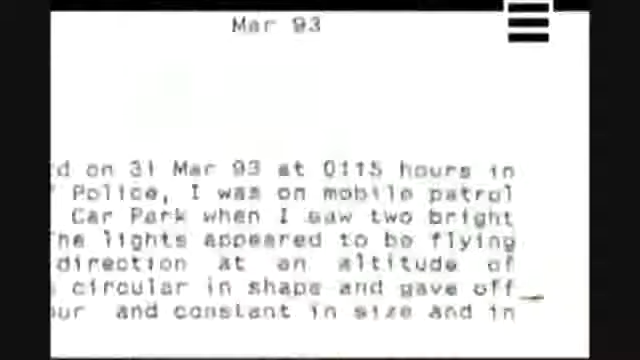 Mar 93
d on 31 Mar 93 at 0115 hours in
Police, I was on mobile patrol
Car Park when I saw two bright
he lights appeared to be flying
direction at an altitude of
circular in shape and gave off
ur and constant in size and in